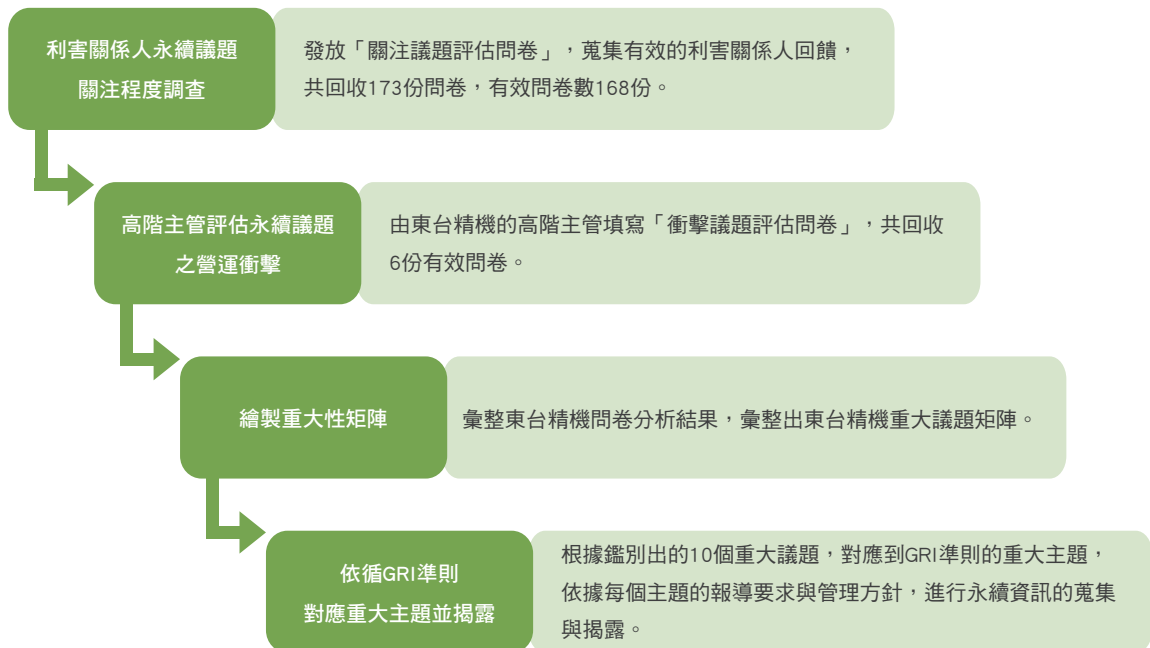 利害關係人永續議題
關注程度調查
發放「關注議題評估問卷」，蒐集有效的利害關係人回饋，
共回收173份問卷，有效問卷數168份。
高階主管評估永續議題
之營運衝擊
由東台精機的高階主管填寫「衝擊議題評估問卷」，共回收
6份有效問卷。
繪製重大性矩陣
彙整東台精機問卷分析結果，彙整出東台精機重大議題矩陣。
依循GRI準則
對應重大主題並揭露
根據鑑別出的10個重大議題，對應到GRI準則的重大主題，
依據每個主題的報導要求與管理方針，進行永續資訊的蒐集
與揭露。